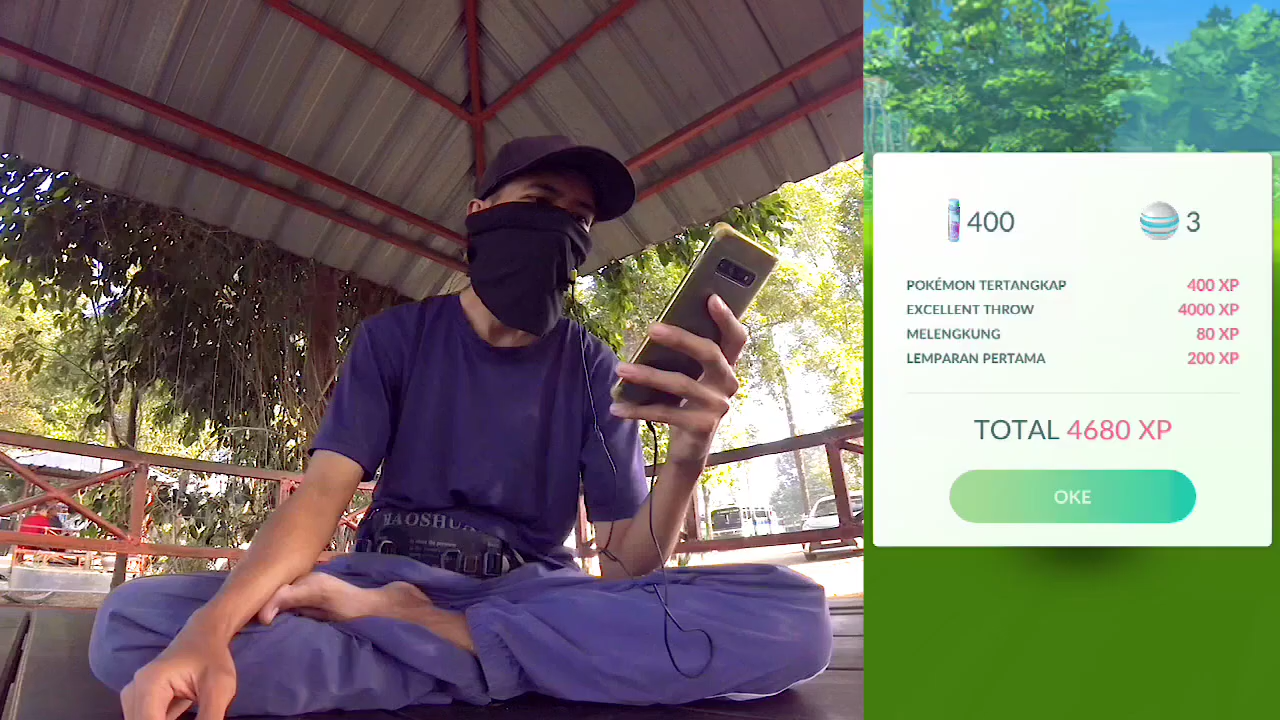 HAOSHUAI
400
3
POKÉMON TERTANGKAP 400 XP
EXCELLENT THROW 4000 XP
MELENGKUNG 80 XP
LEMPARAN PERTAMA 200 XP
TOTAL 4680 XP
OKE